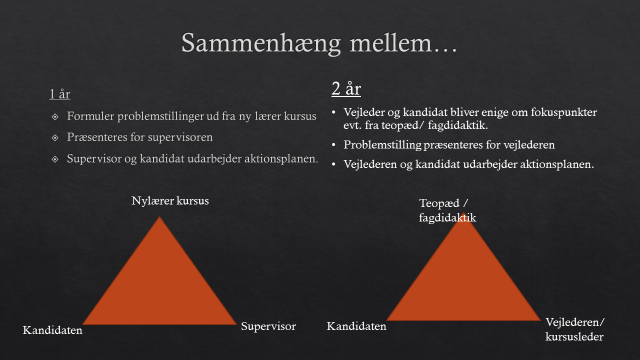 Sammenhæng mellem…
1 år
Formuler problemstillinger ud fra ny lærer kursus
Præsenteres for supervisoren
Supervisor og kandidat udarbejder aktionsplanen.
2 år
Vejleder og kandidat bliver enige om fokuspunkter
evt. fra teopæd/ fagdidaktik.
Problemstilling præsenteres for vejlederen
Vejlederen og kandidat udarbejder aktionsplanen.
Nylærer kursus
Kandidaten
Supervisor
Teopæd /
fagdidaktik
Kandidaten
Vejlederen/
kursusleder